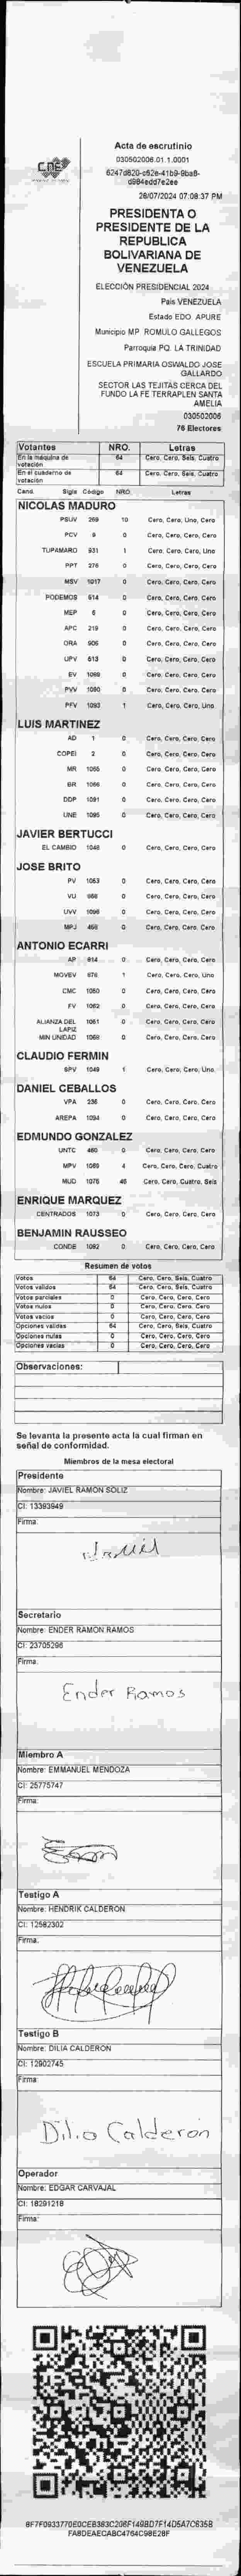 CNE
Acta de escrutinio
030502006.01.1.0001
6247d820-c52e-41b9-9ba8-
d984edd7e2ee
28/07/2024 07:08:37 PM
PRESIDENTA O
PRESIDENTE DE LA
REPUBLICA
BOLIVARIANA DE
VENEZUELA
ELECCIÓN PRESIDENCIAL 2024
País VENEZUELA
Estado EDO. APURE
Municipio MP. ROMULO GALLEGOS
Parroquia PQ. LA TRINIDAD
ESCUELA PRIMARIA OSWALDO JOSE
GALLARDO
SECTOR LAS TEJITAS CERCA DEL
FUNDO LA FE TERRAPLEN SANTA
AMELIA
030502006
76 Electores
Votantes NRO. Letras
En la máquina de votación 64 Cero, Cero, Seis, Cuatro
En el cuaderno de votación 64 Cero, Cero, Seis, Cuatro
Cand. Sigla Código NRO. Letras
NICOLAS MADURO
PSUV 269 10 Cero, Cero, Uno, Cero
PCV 9 0 Cero, Cero, Cero, Cero
TUPAMARO 931 1 Cero, Cero, Cero, Uno
PPT 276 0 Cero, Cero, Cero, Cero
MSV 1017 0 Cero, Cero, Cero, Cero
PODEMOS 514 0 Cero, Cero, Cero, Cero
MEP 5 0 Cero, Cero, Cero, Cero
APC 219 0 Cero, Cero, Cero, Cero
ORA 906 0 Cero, Cero, Cero, Cero
UPV 513 0 Cero, Cero, Cero, Cero
EV 1098 0 Cero, Cero, Cero, Cero
PVV 1090 0 Cero, Cero, Cero, Cero
PFV 1093 1 Cero, Cero, Cero, Uno
LUIS MARTINEZ
AD 1 0 Cero, Cero, Cero, Cero
COPEI 2 0 Cero, Cero, Cero, Cero
MR 1065 0 Cero, Cero, Cero, Cero
BR 1066 0 Cero, Cero, Cero, Cero
DDP 1091 0 Cero, Cero, Cero, Cero
UNE 1095 0 Cero, Cero, Cero, Cero
JAVIER BERTUCCI
EL CAMBIO 1048 0 Cero, Cero, Cero, Cero
JOSE BRITO
PV 1053 0 Cero, Cero, Cero, Cero
VU 968 0 Cero, Cero, Cero, Cero
UVV 1096 0 Cero, Cero, Cero, Cero
MPJ 458 0 Cero, Cero, Cero, Cero
ANTONIO ECARRI
AP 814 0 Cero, Cero, Cero, Cero
MOVEV 976 1 Cero, Cero, Cero, Uno
CMC 1050 0 Cero, Cero, Cero, Cero
FV 1062 0 Cero, Cero, Cero, Cero
ALIANZA DEL LAPIZ 1061 0 Cero, Cero, Cero, Cero
MIN UNIDAD 1069 0 Cero, Cero, Cero, Cero
CLAUDIO FERMIN
SPV 1049 1 Cero, Cero, Cero, Uno
DANIEL CEBALLOS
VPA 236 0 Cero, Cero, Cero, Cero
AREPA 1094 0 Cero, Cero, Cero, Cero
EDMUNDO GONZALEZ
UNTC 460 0 Cero, Cero, Cero, Cero
MPV 1089 4 Cero, Cero, Cero, Cuatro
MUD 1076 46 Cero, Cero, Cuatro, Seis
ENRIQUE MARQUEZ
CENTRADOS 1073 0 Cero, Cero, Cero, Cero
BENJAMIN RAUSSEO
CONDE 1092 0 Cero, Cero, Cero, Cero
Resumen de votos
Votos 64 Cero, Cero, Seis, Cuatro
Votos validos 64 Cero, Cero, Seis, Cuatro
Votos parciales 0 Cero, Cero, Cero, Cero
Votos nulos 0 Cero, Cero, Cero, Cero
Votos vacios 0 Cero, Cero, Cero, Cero
Opciones validas 64 Cero, Cero, Seis, Cuatro
Opciones nulas 0 Cero, Cero, Cero, Cero
Opciones vacias 0 Cero, Cero, Cero, Cero
Observaciones:
Se levanta la presente acta la cual firman en
señal de conformidad.
Miembros de la mesa electoral
Presidente
Nombre: JAVIEL RAMON SOLIZ
CI: 13393949
Firma:
Javiel
Secretario
Nombre: ENDER RAMON RAMOS
CI: 23705296
Firma:
Ender Ramos
Miembro A
Nombre: EMMANUEL MENDOZA
CI: 25775747
Firma:
Testigo A
Nombre: HENDRIK CALDERON
CI: 12582302
Firma:
Testigo B
Nombre: DILIA CALDERON
CI: 12902745
Firma:
Dilia Calderon
Operador
Nombre: EDGAR CARVAJAL
CI: 18291218
Firma:
8F7F0933770E0CEB383C206F149BD7F14D5A7C635B
FA8DEAECABC4764C98E28F